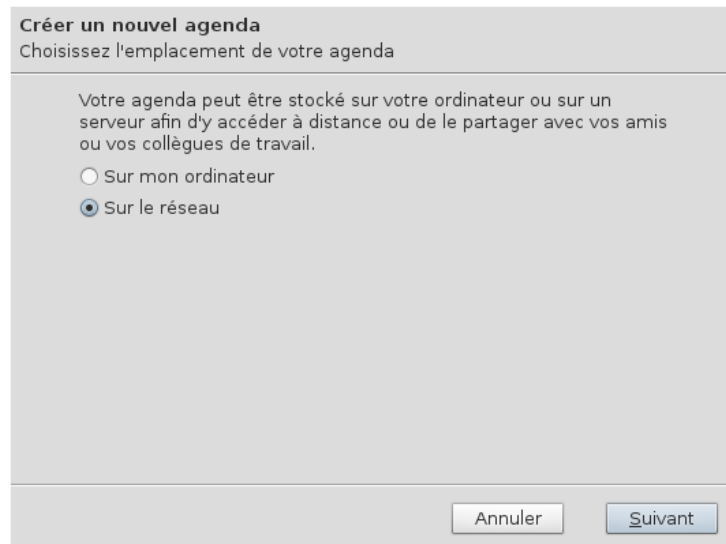 Créer un nouvel agenda
Choisissez l'emplacement de votre agenda
Votre agenda peut être stocké sur votre ordinateur ou sur un
serveur afin d'y accéder à distance ou de le partager avec vos amis
ou vos collègues de travail.
Sur mon ordinateur
Sur le réseau
Annuler
Suivant